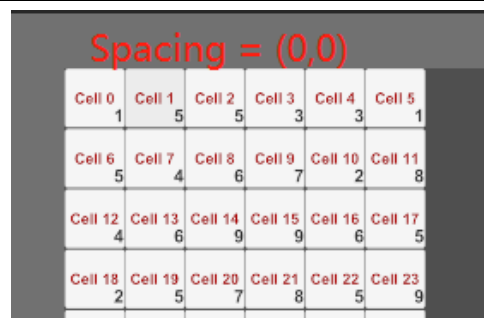 Spacing = (0,0)
Cell 0 Cell 1 Cell 2 Cell 3 Cell 4 Cell 5
1 5 5 3 3 1
Cell 6 Cell 7 Cell 8 Cell 9 Cell 10 Cell 11
5 4 6 7 2 8
Cell 12 Cell 13 Cell 14 Cell 15 Cell 16 Cell 17
4 6 9 9 6 5
Cell 18 Cell 19 Cell 20 Cell 21 Cell 22 Cell 23
2 5 7 8 5 9